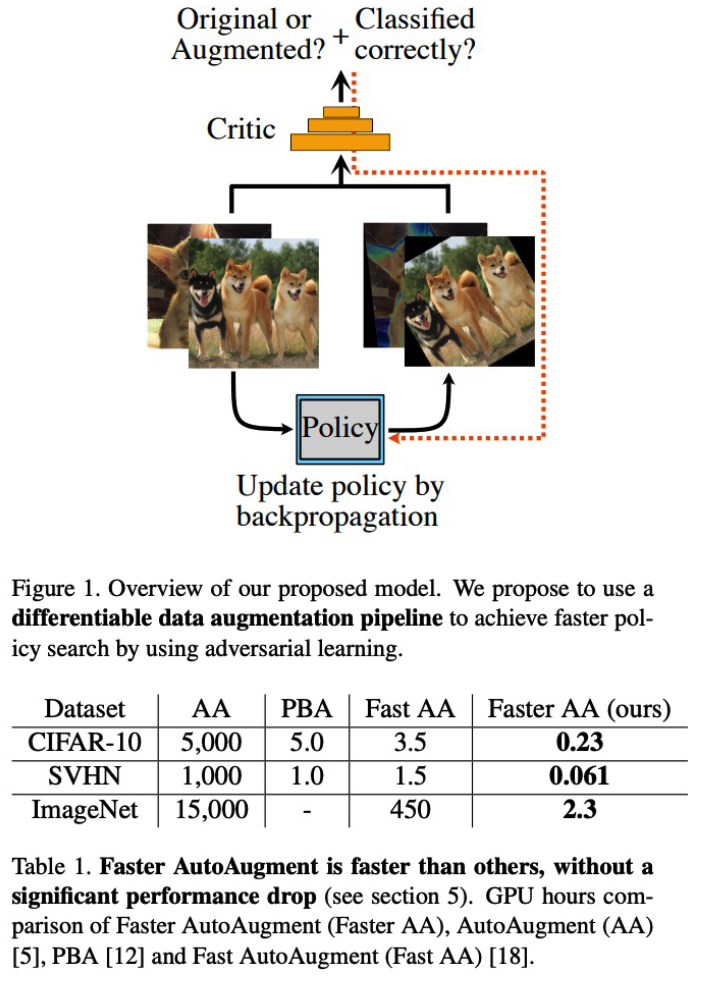 Original or + Classified
Augmented? correctly?
Critic
Policy
Update policy by
backpropagation
Figure 1. Overview of our proposed model. We propose to use a
differentiable data augmentation pipeline to achieve faster pol-
icy search by using adversarial learning.
Dataset AA PBA Fast AA Faster AA (ours)
CIFAR-10 5,000 5.0 3.5 0.23
SVHN 1,000 1.0 1.5 0.061
ImageNet 15,000 - 450 2.3
Table 1. Faster AutoAugment is faster than others, without a
significant performance drop (see section 5). GPU hours com-
parison of Faster AutoAugment (Faster AA), AutoAugment (AA)
[5], PBA [12] and Fast AutoAugment (Fast AA) [18].